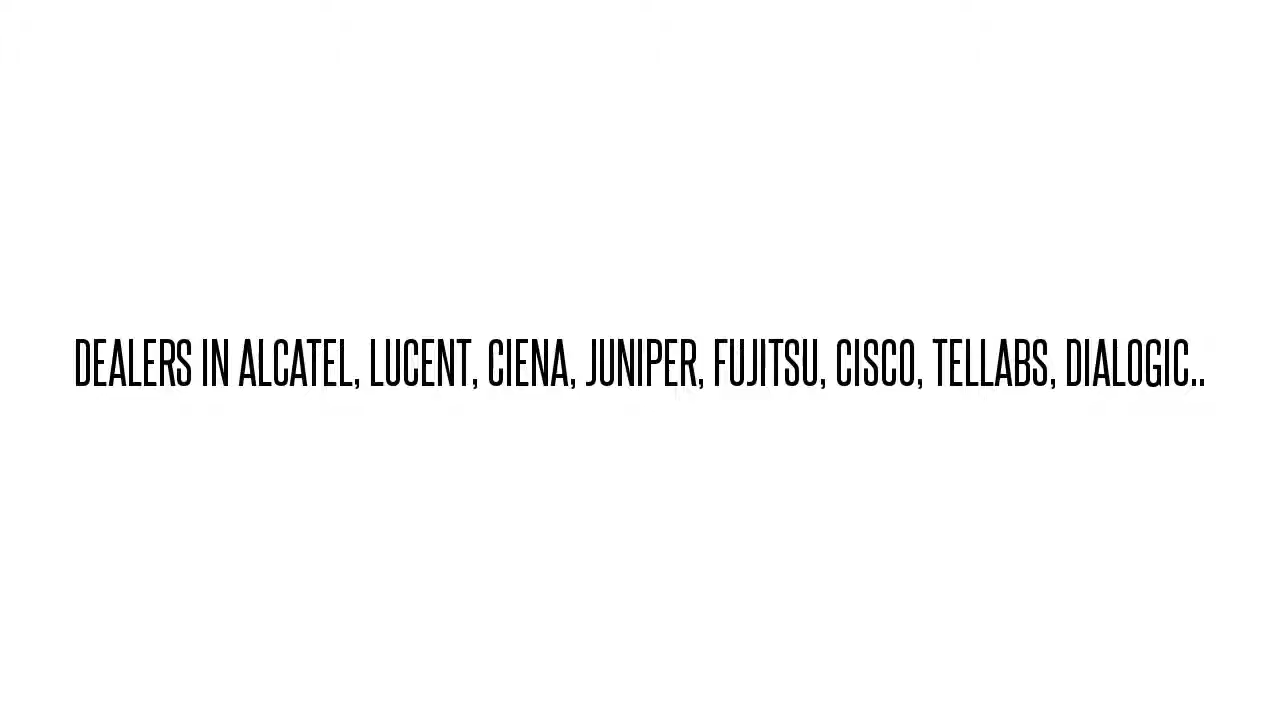 DEALERS IN ALCATEL, LUCENT, CIENA, JUNIPER, FUJITSU, CISCO, TELLABS, DIALOGIC..